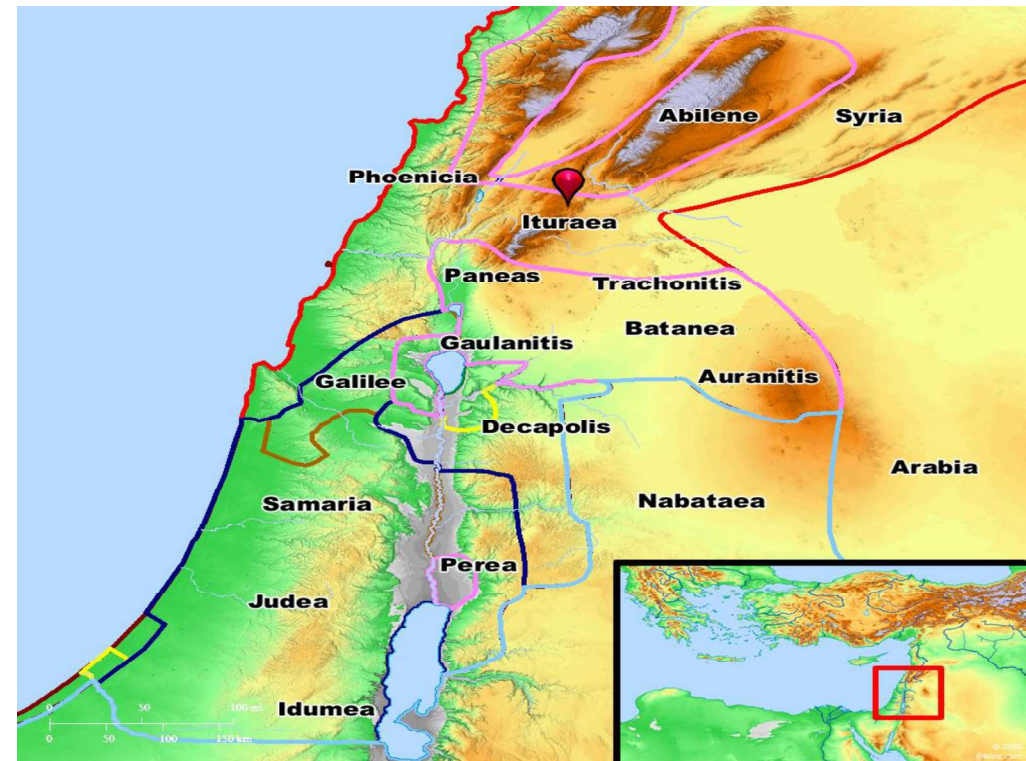 Abilene
Syria
Phoenicia
Ituraea
Paneas
Trachonitis
Batanea
Gaulanitis
Galilee
Auranitis
Decapolis
Arabia
Nabataea
Samaria
Perea
Judea
Idumea
0 50 100 mi
0 50 100 150 km